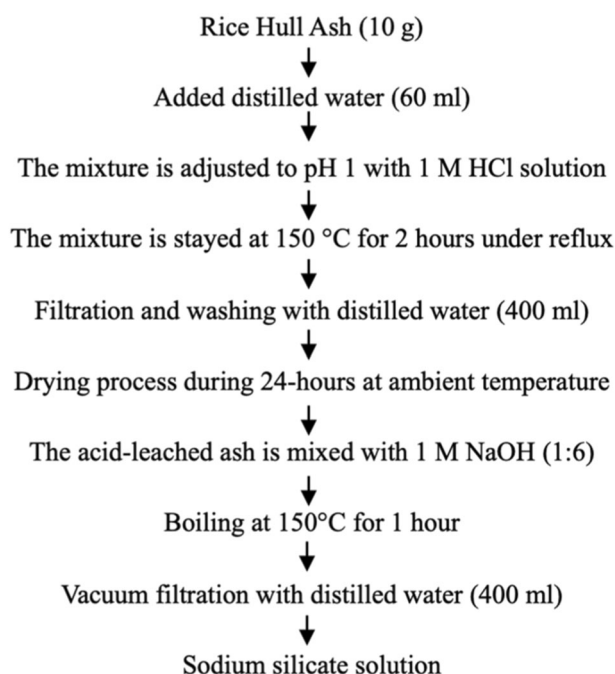 Rice Hull Ash (10 g)
Added distilled water (60 ml)
The mixture is adjusted to pH 1 with 1 M HCl solution
The mixture is stayed at 150 °C for 2 hours under reflux
Filtration and washing with distilled water (400 ml)
Drying process during 24-hours at ambient temperature
The acid-leached ash is mixed with 1 M NaOH (1:6)
Boiling at 150°C for 1 hour
Vacuum filtration with distilled water (400 ml)
Sodium silicate solution